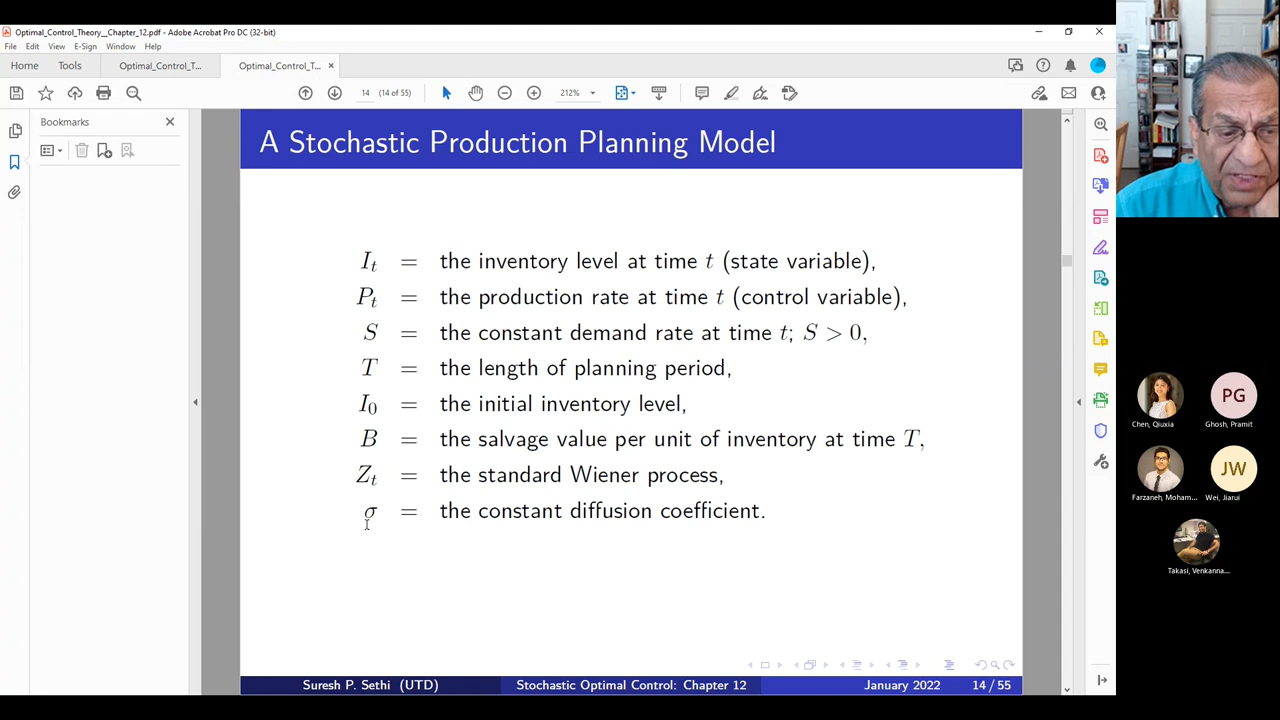 Optimal_Control_Theory__Chapter_12.pdf - Adobe Acrobat Pro DC (32-bit)
File Edit View E-Sign Window Help
Home Tools Optimal_Control_T... Optimal_Control_T... ×
14 (14 of 55) 212%
Bookmarks
A Stochastic Production Planning Model
I_t = the inventory level at time t (state variable),
P_t = the production rate at time t (control variable),
S = the constant demand rate at time t; S > 0,
T = the length of planning period,
I_0 = the initial inventory level,
B = the salvage value per unit of inventory at time T,
Z_t = the standard Wiener process,
σ = the constant diffusion coefficient.
Suresh P. Sethi (UTD) Stochastic Optimal Control: Chapter 12 January 2022 14 / 55
PG
Chen, Qiuxia Ghosh, Pramit
JW
Farzaneh, Moham... Wei, Jiarui
Takasi, Venkanna...